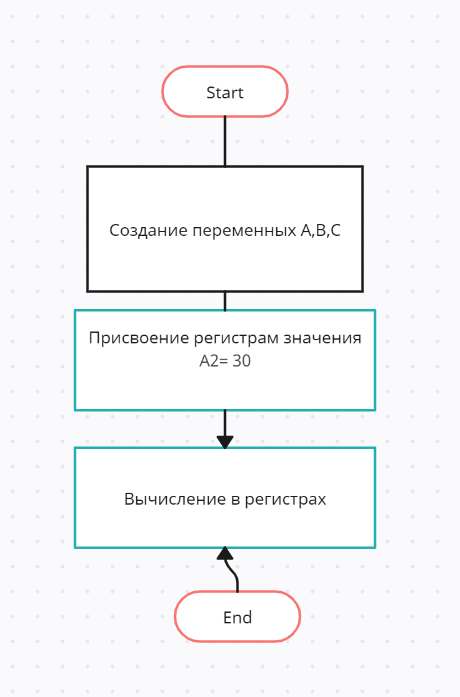 Start
Создание переменных A,B,C
Присвоение регистрам значения
A2= 30
Вычисление в регистрах
End